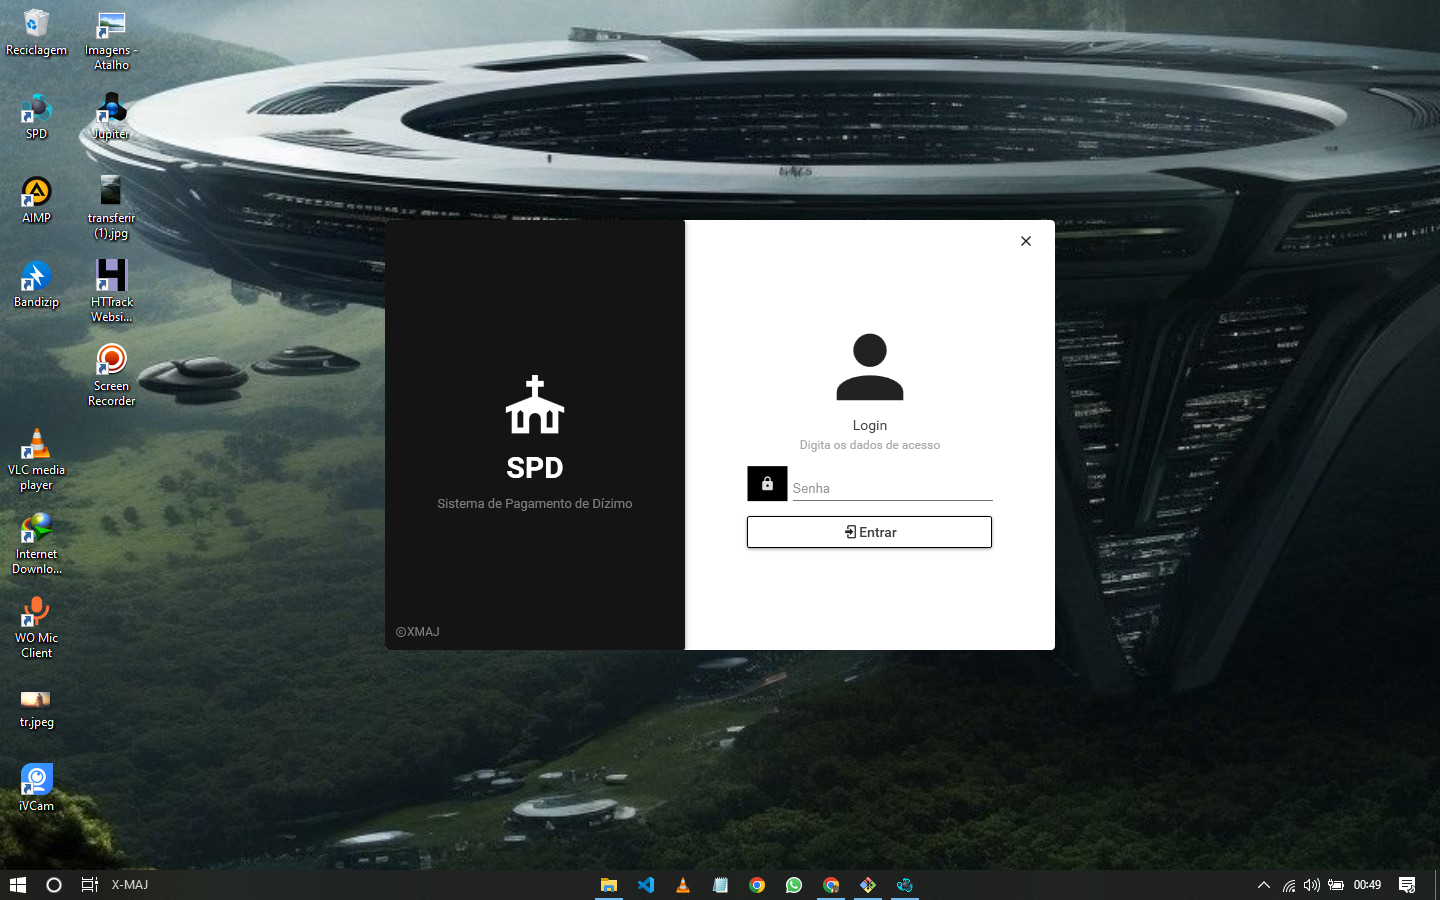 Reciclagem
Imagens -
Atalho
SPD
Jupiter
AIMP
transferir
(1).jpg
Bandizip
HTTrack
Websi...
Screen
Recorder
VLC media
player
Internet
Downlo...
WO Mic
Client
tr.jpeg
iVCam
SPD
Sistema de Pagamento de Dízimo
©XMAJ
Login
Digita os dados de acesso
Senha
Entrar
X-MAJ
00:49